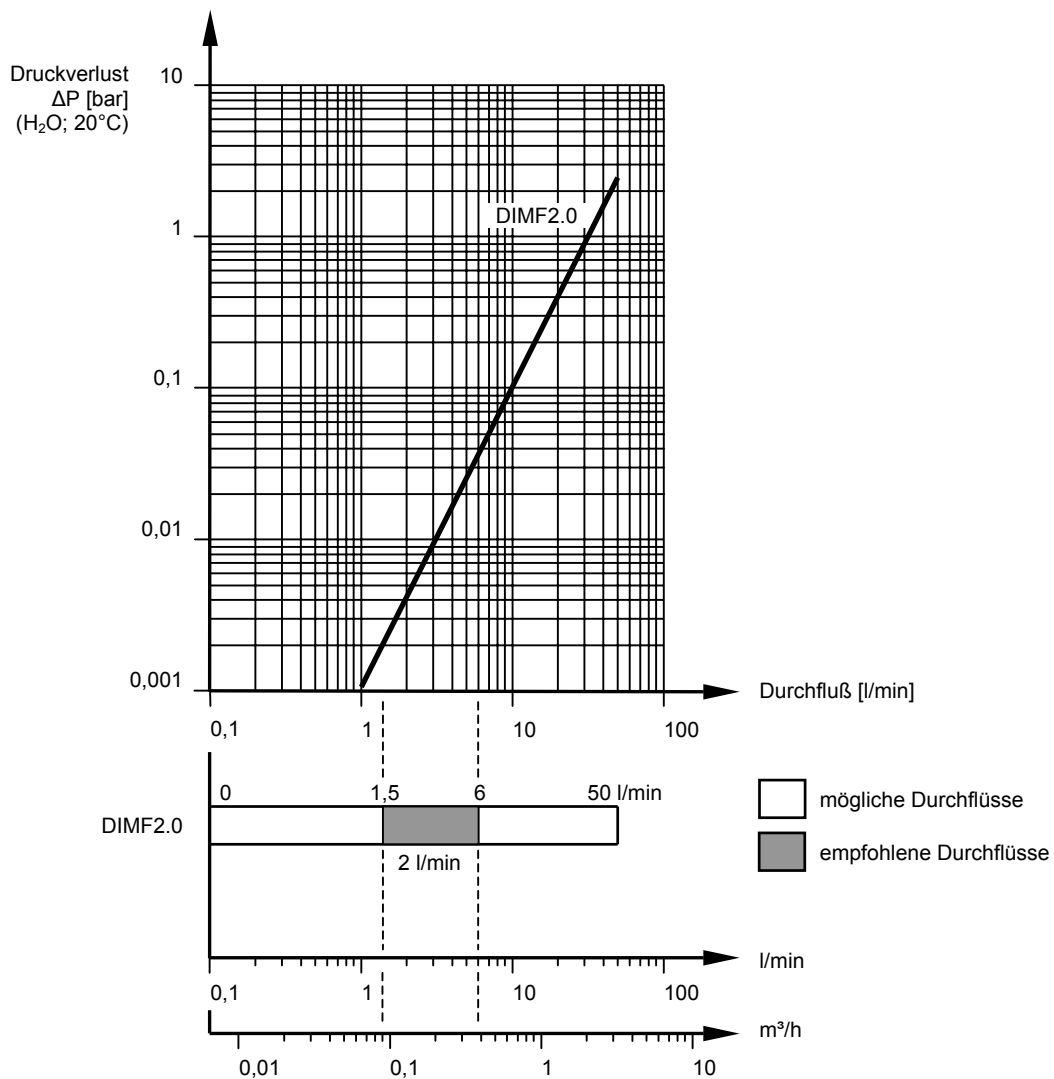 Druckverlust
ΔP [bar]
(H₂O; 20°C)
10
1
0,1
0,01
0,001
DIMF2.0
Durchfluß [l/min]
0,1 1 10 100
0 1,5 6 50 l/min
DIMF2.0
2 l/min
mögliche Durchflüsse
empfohlene Durchflüsse
l/min
0,1 1 10 100
m³/h
0,01 0,1 1 10